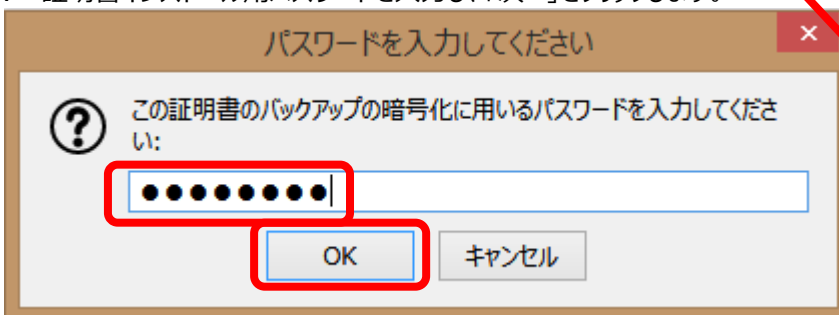 パスワードを入力してください
この証明書のバックアップの暗号化に用いるパスワードを入力してくださ
い:
●●●●●●●●
OK
キャンセル